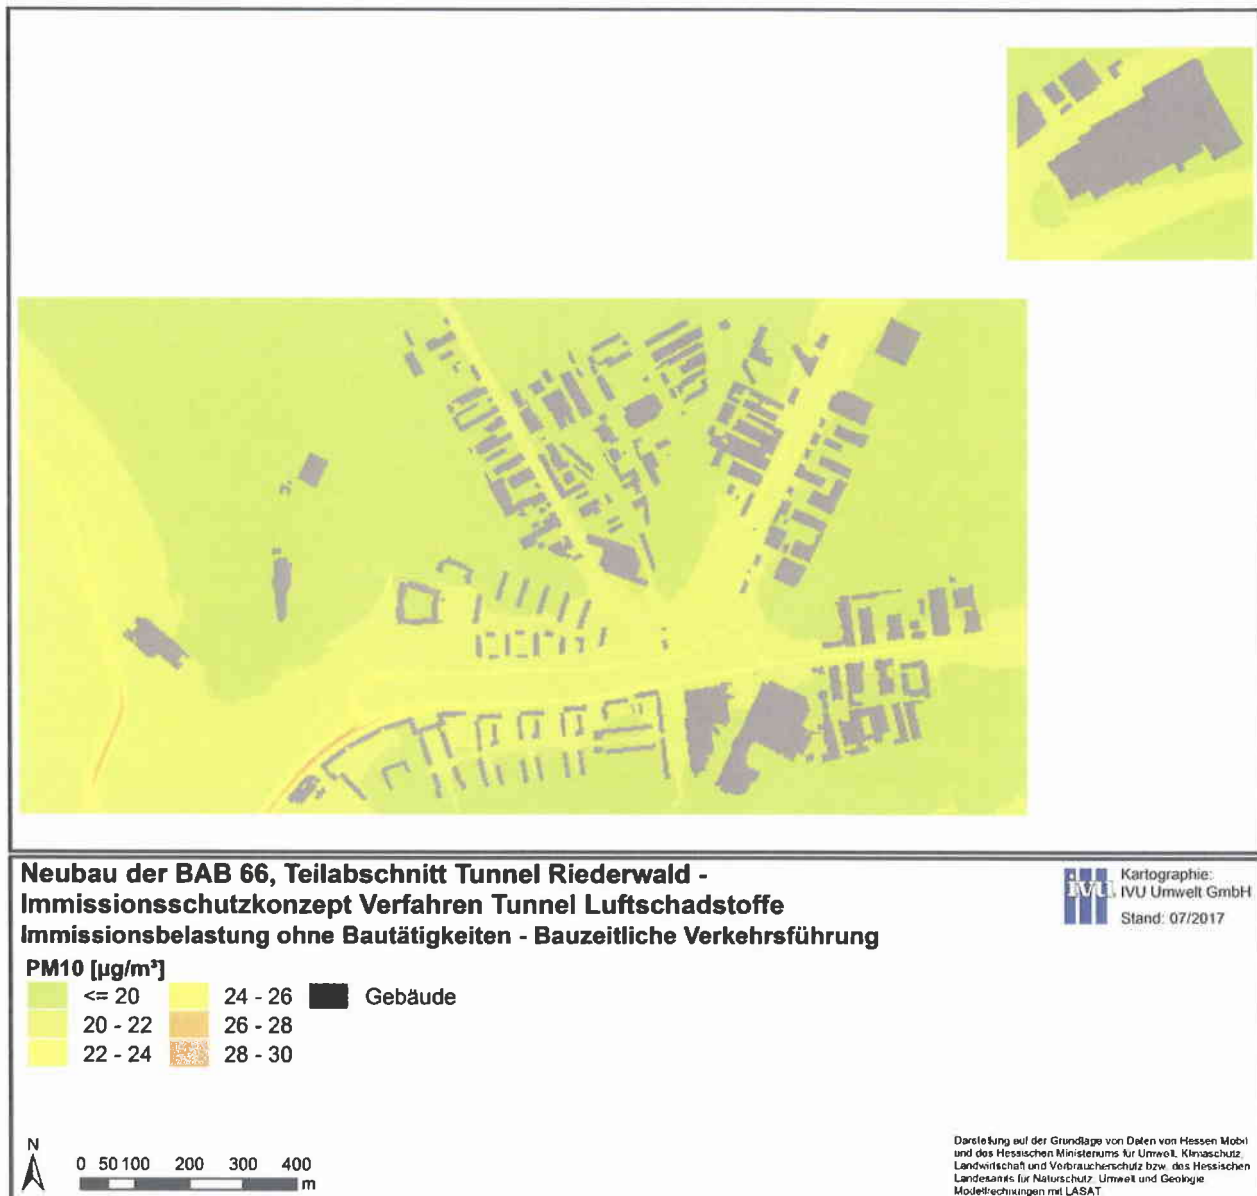 Neubau der BAB 66, Teilabschnitt Tunnel Riederwald -
Immissionsschutzkonzept Verfahren Tunnel Luftschadstoffe
Immissionsbelastung ohne Bautätigkeiten - Bauzeitliche Verkehrsführung
PM10 [µg/m³]
<= 20
20 - 22
22 - 24
24 - 26
26 - 28
28 - 30
Gebäude
IVU
Kartographie:
IVU Umwelt GmbH
Stand: 07/2017
N
0 50 100 200 300 400
m
Darstellung auf der Grundlage von Daten von Hessen Mobil
und des Hessischen Ministeriums für Umwelt, Klimaschutz,
Landwirtschaft und Verbraucherschutz bzw. des Hessischen
Landesamts für Naturschutz, Umwelt und Geologie
Modellrechnungen mit LASAT